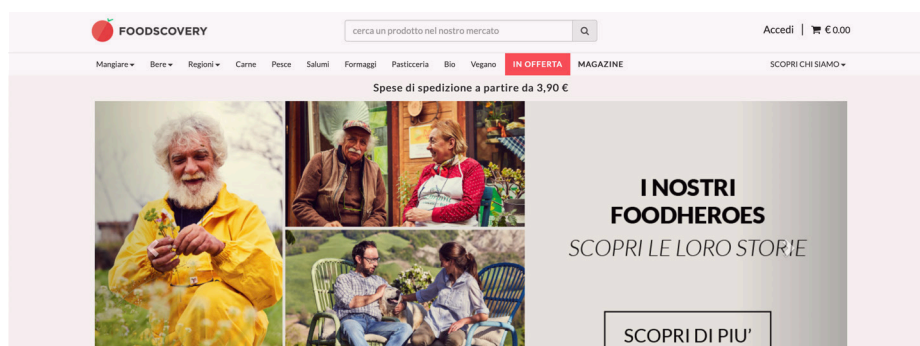 FOODSCOVERY
cerca un prodotto nel nostro mercato
Accedi | € 0.00
Mangiare Bere Regioni Carne Pesce Salumi Formaggi Pasticceria Bio Vegano IN OFFERTA MAGAZINE SCOPRI CHI SIAMO
Spese di spedizione a partire da 3,90 €
I NOSTRI
FOODHEROES
SCOPRI LE LORO STORIE
SCOPRI DI PIU'